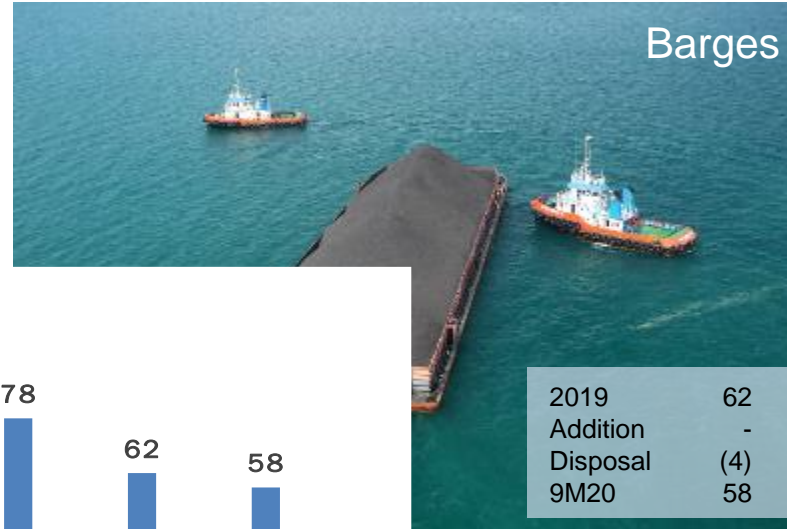 Barges
78
62
58
2019 62
Addition -
Disposal (4)
9M20 58